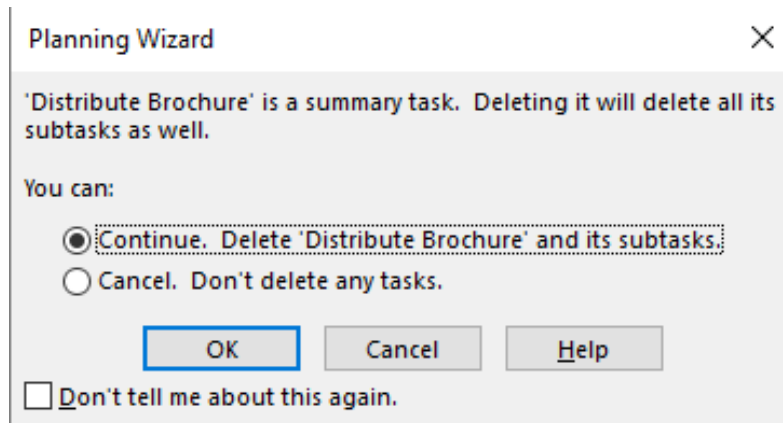 Planning Wizard
'Distribute Brochure' is a summary task.  Deleting it will delete all its
subtasks as well.
You can:
Continue.  Delete 'Distribute Brochure' and its subtasks.
Cancel.  Don't delete any tasks.
OK Cancel Help
Don't tell me about this again.